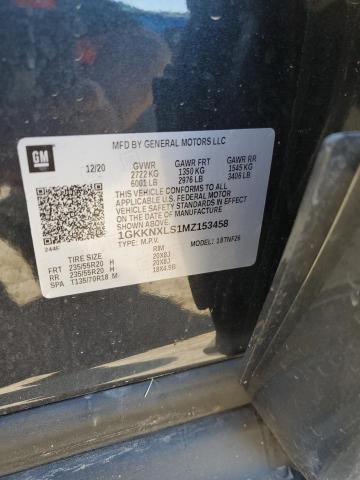 GM
MFD BY GENERAL MOTORS LLC
12/20 GVWR GAWR FRT GAWR RR
2722 KG 1350 KG 1545 KG
6001 LB 2976 LB 3406 LB
THIS VEHICLE CONFORMS TO ALL
APPLICABLE U.S. FEDERAL MOTOR
VEHICLE SAFETY STANDARDS IN EFFECT
ON THE DATE OF MANUFACTURE
SHOWN ABOVE.
1GKKNXLS1MZ153458
TYPE: M.P.V. MODEL: 18TNF26
TIRE SIZE RIM
FRT 235/55R20 H 20X8J
RR 235/55R20 H 20X8J
SPA T135/70R18 M 18X4.5B